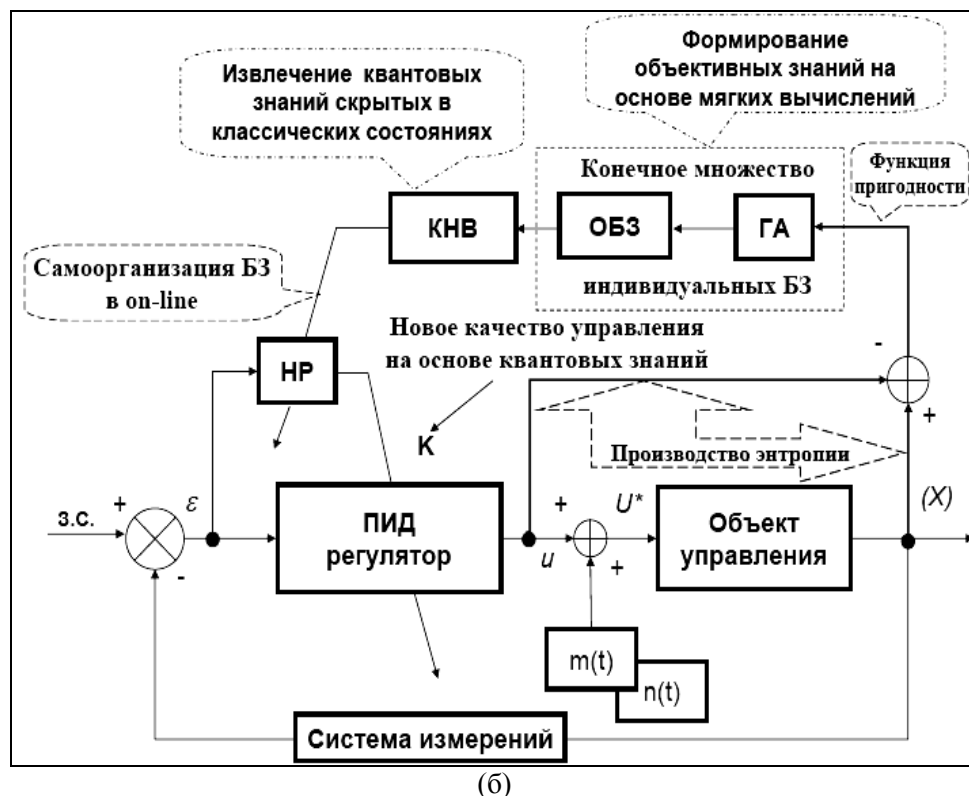 Извлечение квантовых
знаний скрытых в
классических состояниях
Формирование
объективных знаний на
основе мягких вычислений
Функция
пригодности
Конечное множество
КНВ
ОБЗ
ГА
индивидуальных БЗ
Самоорганизация БЗ
в on-line
Новое качество управления
на основе квантовых знаний
-
+
НР
K
Производство энтропии
з.с.
+
-
ε
ПИД
регулятор
+
u
+
U*
Объект
управления
(X)
m(t)
n(t)
Система измерений
(б)